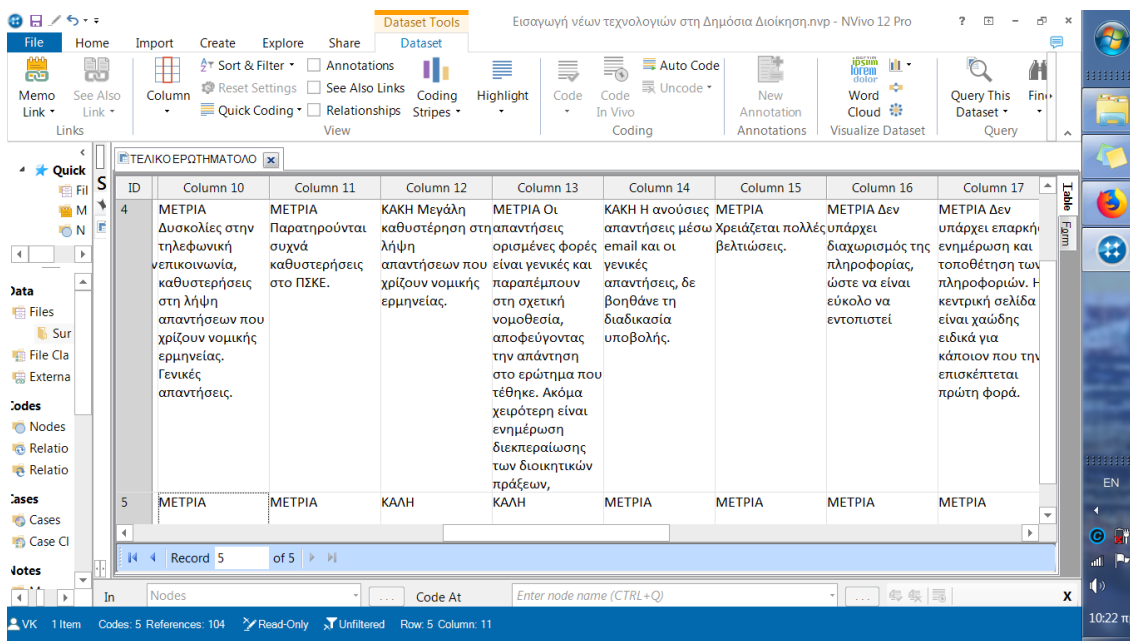 Dataset Tools
Εισαγωγή νέων τεχνολογιών στη Δημόσια Διοίκηση.nvp - NVivo 12 Pro
File Home Import Create Explore Share Dataset
Sort & Filter Annotations Auto Code
Reset Settings See Also Links Uncode
Quick Coding Relationships
Memo Link See Also Link Column Coding Stripes Highlight Code Code In Vivo New Annotation Word Cloud Query This Dataset
Links View Coding Annotations Visualize Dataset Query
Quick
ΤΕΛΙΚΟ ΕΡΩΤΗΜΑΤΟΛΟ
ID Column 10 Column 11 Column 12 Column 13 Column 14 Column 15 Column 16 Column 17
4
ΜΕΤΡΙΑ
Δυσκολίες στην
τηλεφωνική
επικοινωνία,
καθυστερήσεις
στη λήψη
απαντήσεων που
χρίζουν νομικής
ερμηνείας.
Γενικές
απαντήσεις.
ΜΕΤΡΙΑ
Παρατηρούνται
συχνά
καθυστερήσεις
στο ΠΣΚΕ.
ΚΑΚΗ Μεγάλη
καθυστέρηση στη
λήψη
απαντήσεων που
χρίζουν νομικής
ερμηνείας.
ΜΕΤΡΙΑ Οι
απαντήσεις
ορισμένες φορές
είναι γενικές και
παραπέμπουν
στη σχετική
νομοθεσία,
αποφεύγοντας
την απάντηση
στο ερώτημα που
τέθηκε. Ακόμα
χειρότερη είναι
ενημέρωση
διεκπεραίωσης
των διοικητικών
πράξεων,
ΚΑΚΗ Η ανούσιες
απαντήσεις μέσω
email και οι
γενικές
απαντήσεις, δε
βοηθάνε τη
διαδικασία
υποβολής.
ΜΕΤΡΙΑ
Χρειάζεται πολλές
βελτιώσεις.
ΜΕΤΡΙΑ Δεν
υπάρχει
διαχωρισμός της
πληροφορίας,
ώστε να είναι
εύκολο να
εντοπιστεί
ΜΕΤΡΙΑ Δεν
υπάρχει επαρκή
ενημέρωση και
τοποθέτηση των
πληροφοριών. Η
κεντρική σελίδα
είναι χαώδης
ειδικά για
κάποιον που την
επισκέπτεται
πρώτη φορά.
5 ΜΕΤΡΙΑ ΜΕΤΡΙΑ ΚΑΛΗ ΚΑΛΗ ΜΕΤΡΙΑ ΜΕΤΡΙΑ ΜΕΤΡΙΑ ΜΕΤΡΙΑ
Table
Form
Data
Files
Sur
File Cla
Externa
Codes
Nodes
Relatio
Relatio
Cases
Cases
Case Cl
Notes
Record 5 of 5
In Nodes ... Code At Enter node name (CTRL+Q) ... X
VK 1 Item Codes: 5 References: 104 Read-Only Unfiltered Row: 5 Column: 11
EN
10:22 πμ